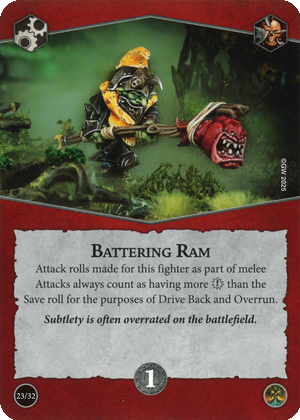 ©GW 2025
Battering Ram
Attack rolls made for this fighter as part of melee
Attacks always count as having more than the
Save roll for the purposes of Drive Back and Overrun.
Subtlety is often overrated on the battlefield.
23/32
1